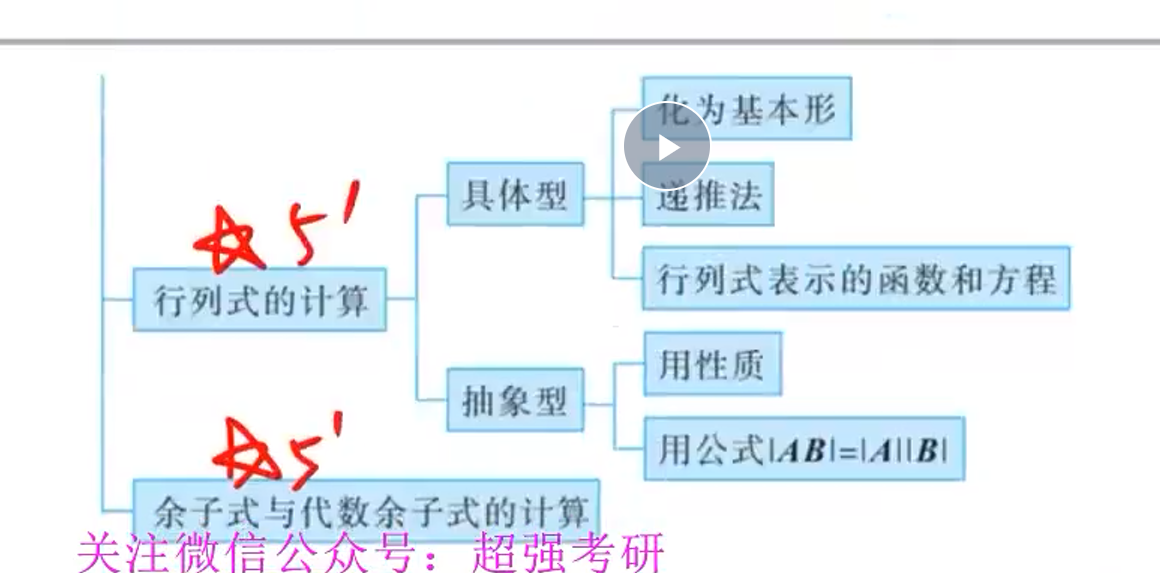 化为基本形
具体型
递推法
☆ 5'
行列式表示的函数和方程
行列式的计算
用性质
抽象型
☆ 5'
用公式|AB|=|A||B|
余子式与代数余子式的计算
关注微信公众号：超强考研